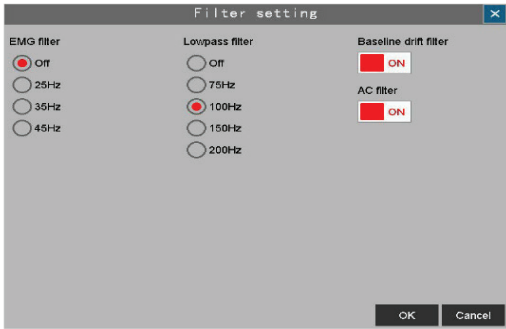 Filter setting
EMG filter
Off
25Hz
35Hz
45Hz
Lowpass filter
Off
75Hz
100Hz
150Hz
200Hz
Baseline drift filter
ON
AC filter
ON
OK
Cancel